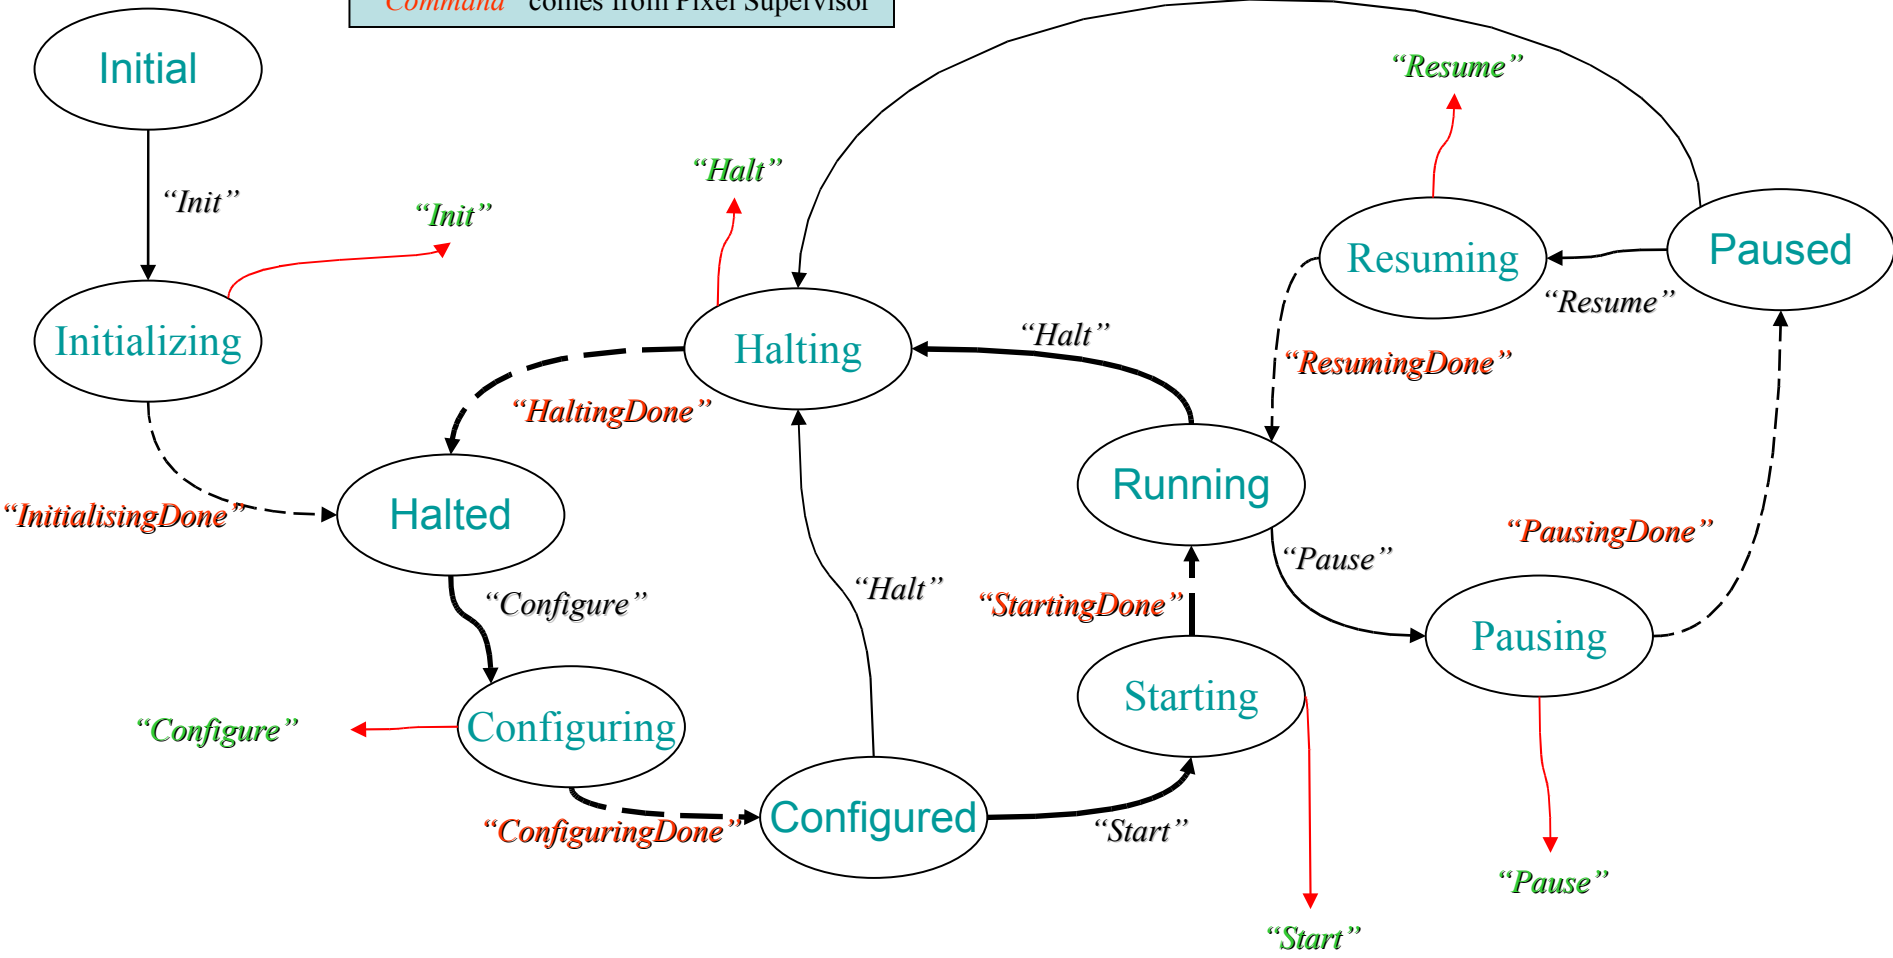 “Command” comes from Pixel Supervisor
Initial
“Resume”
“Halt”
“Init”
“Init”
Paused
Resuming
“Resume”
Initializing
Halting
“Halt”
“ResumingDone”
“HaltingDone”
Running
“InitialisingDone”
Halted
“PausingDone”
“Pause”
“Configure”
“Halt”
“StartingDone”
Pausing
Starting
“Configure”
Configuring
“ConfiguringDone”
Configured
“Start”
“Pause”
“Start”